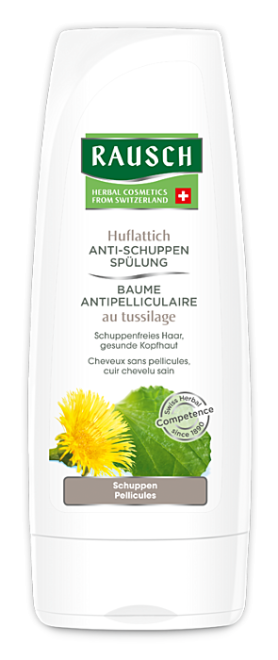 RAUSCH
HERBAL COSMETICS
FROM SWITZERLAND
Huflattich
ANTI-SCHUPPEN
SPÜLUNG
BAUME
ANTIPELLICULAIRE
au tussilage
Schuppenfreies Haar,
gesunde Kopfhaut
Cheveux sans pellicules,
cuir chevelu sain
Swiss Herbal
Competence
since 1890
Schuppen
Pellicules